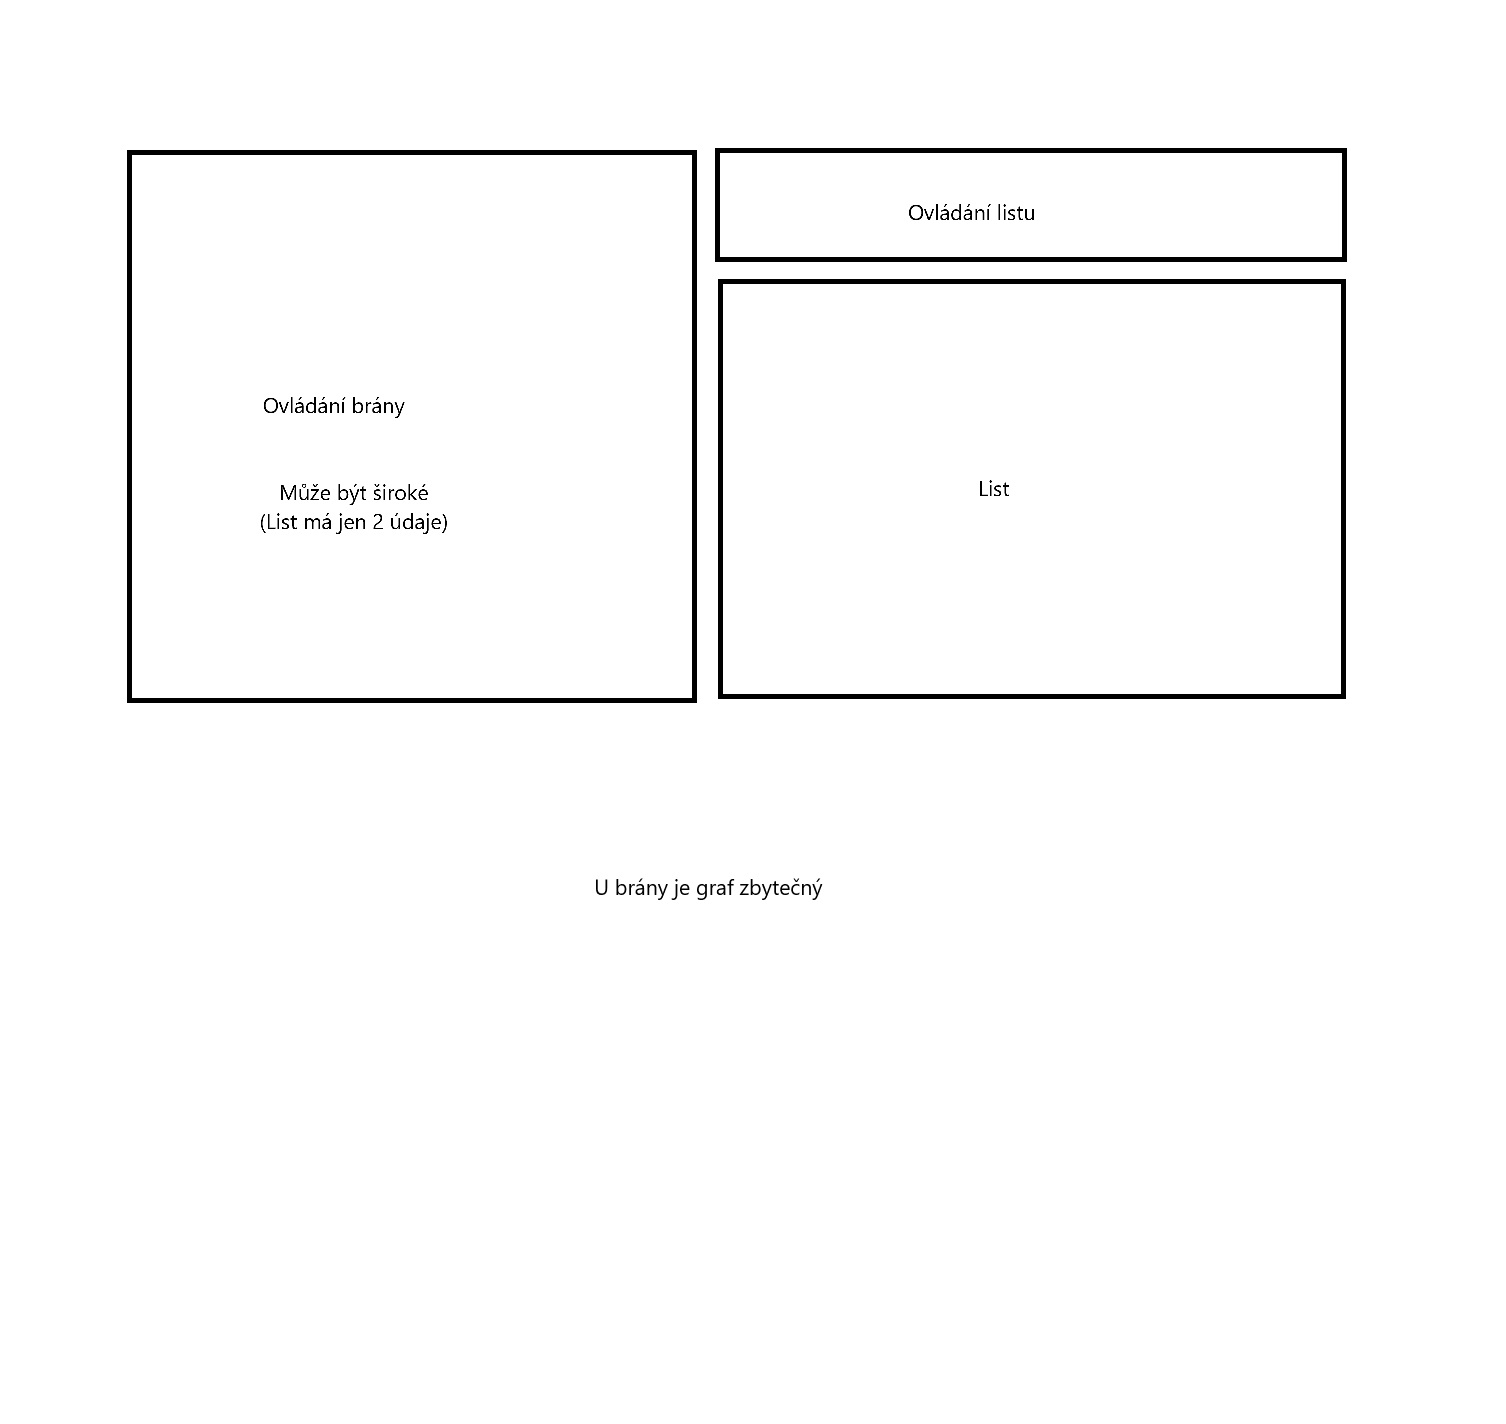 Ovládání listu
Ovládání brány
Může být široké
(List má jen 2 údaje)
List
U brány je graf zbytečný